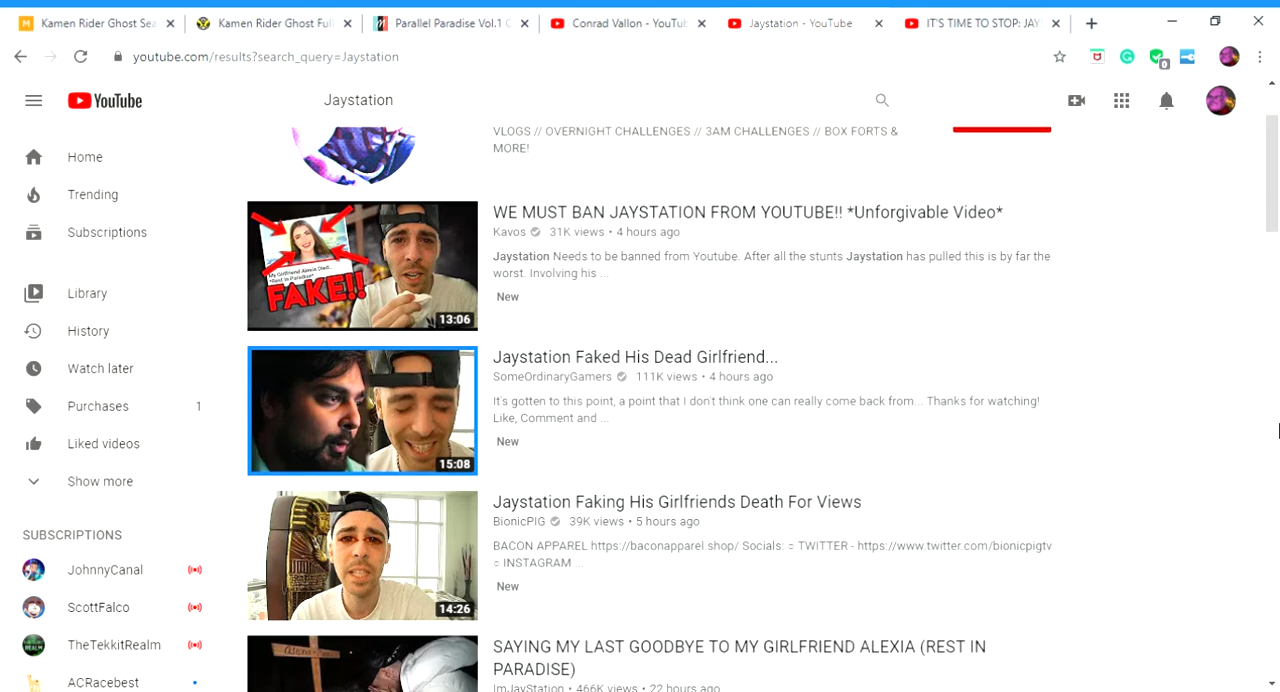 Kamen Rider Ghost Sea
Kamen Rider Ghost Full
Parallel Paradise Vol.1 C
Conrad Vallon - YouTub
Jaystation - YouTube
IT'S TIME TO STOP: JAYS
youtube.com/results?search_query=Jaystation
0
YouTube
Jaystation
VLOGS // OVERNIGHT CHALLENGES // 3AM CHALLENGES // BOX FORTS &
MORE!
Home
Trending
Subscriptions
Library
History
Watch later
Purchases 1
Liked videos
Show more
SUBSCRIPTIONS
JohnnyCanal
ScottFalco
TheTekkitRealm
ACRacebest
My Girlfriend Alexia Died...
*Rest In Paradise*
FAKE!!
13:06
WE MUST BAN JAYSTATION FROM YOUTUBE!! *Unforgivable Video*
Kavos 31K views • 4 hours ago
Jaystation Needs to be banned from Youtube. After all the stunts Jaystation has pulled this is by far the
worst. Involving his ...
New
15:08
Jaystation Faked His Dead Girlfriend...
SomeOrdinaryGamers 111K views • 4 hours ago
It's gotten to this point, a point that I don't think one can really come back from... Thanks for watching!
Like, Comment and ...
New
14:26
Jaystation Faking His Girlfriends Death For Views
BionicPIG 39K views • 5 hours ago
BACON APPAREL https://baconapparel.shop/ Socials: ○ TWITTER - https://www.twitter.com/bionicpigtv
○ INSTAGRAM ...
New
SAYING MY LAST GOODBYE TO MY GIRLFRIEND ALEXIA (REST IN
PARADISE)
ImJayStation • 466K views • 22 hours ago